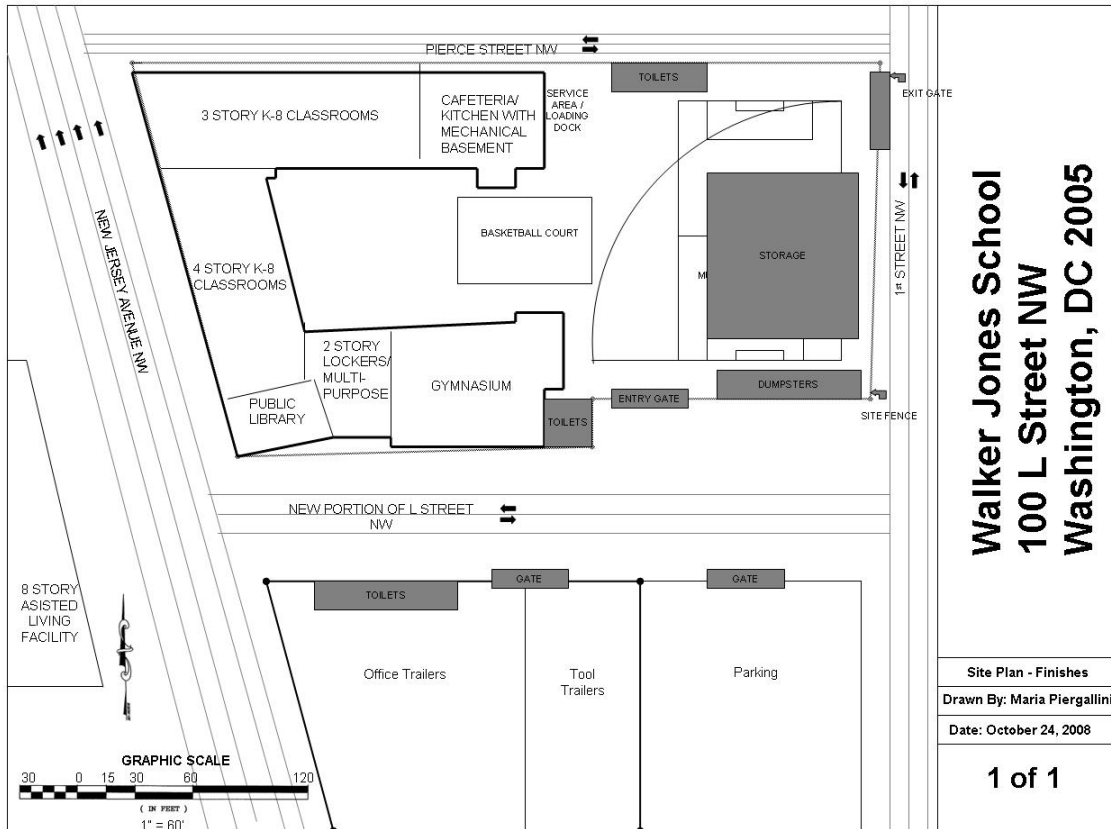 PIERCE STREET NW
TOILETS
EXIT GATE
3 STORY K-8 CLASSROOMS
CAFETERIA/
KITCHEN WITH
MECHANICAL
BASEMENT
SERVICE
AREA /
LOADING
DOCK
NEW JERSEY AVENUE NW
BASKETBALL COURT
STORAGE
1st STREET NW
4 STORY K-8
CLASSROOMS
2 STORY
LOCKERS/
MULTI-
PURPOSE
GYMNASIUM
PUBLIC
LIBRARY
TOILETS
ENTRY GATE
DUMPSTERS
SITE FENCE
NEW PORTION OF L STREET
NW
8 STORY
ASISTED
LIVING
FACILITY
TOILETS
GATE
GATE
Office Trailers
Tool
Trailers
Parking
GRAPHIC SCALE
30 0 15 30 60 120
( IN FEET )
1" = 60'
Walker Jones School
100 L Street NW
Washington, DC 2005
Site Plan - Finishes
Drawn By: Maria Piergallini
Date: October 24, 2008
1 of 1